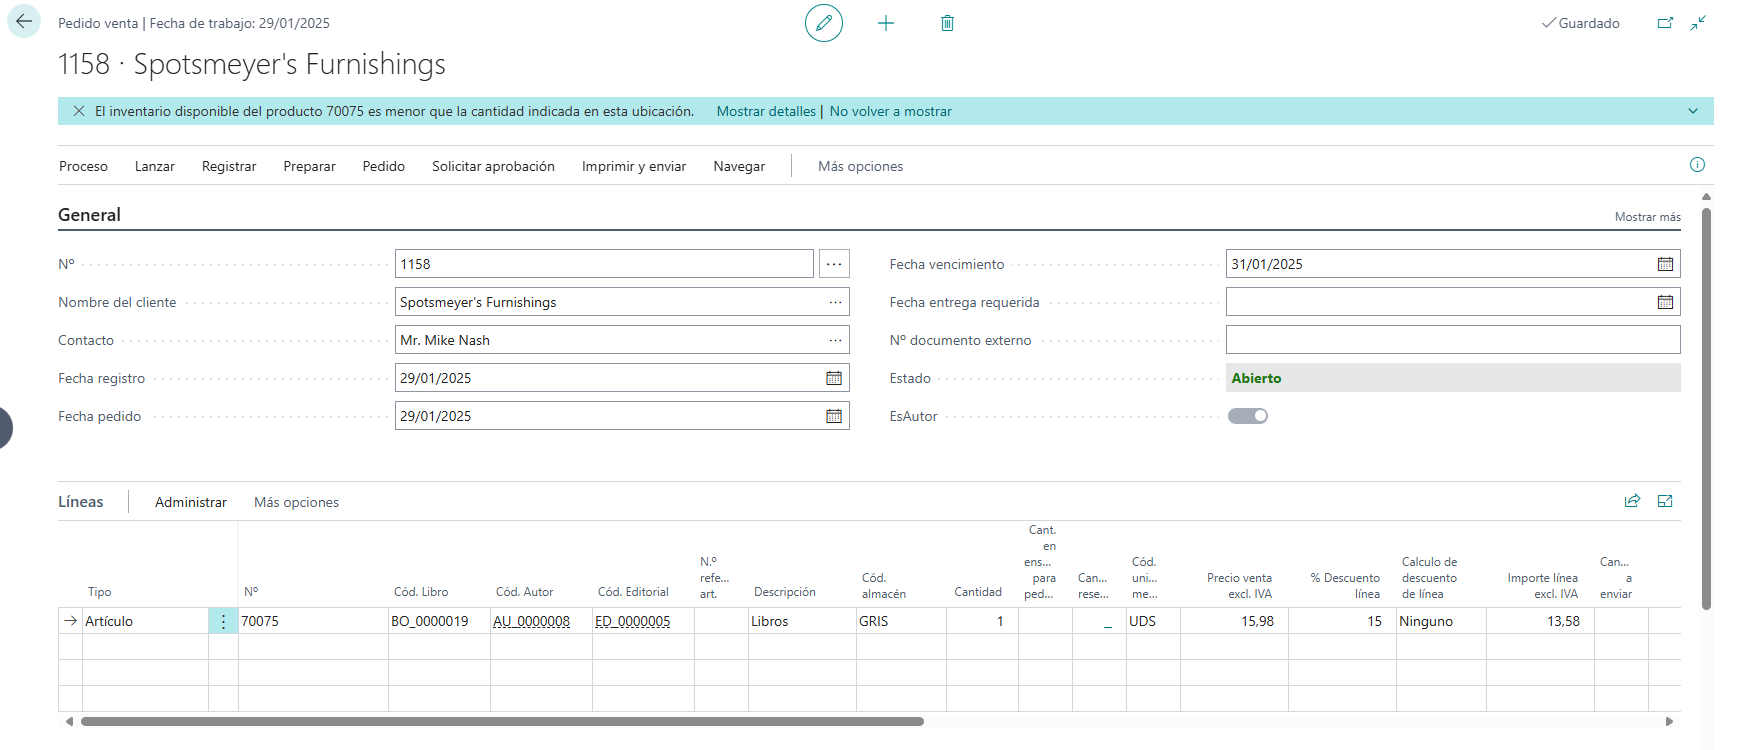 Pedido venta | Fecha de trabajo: 29/01/2025
Guardado
1158 · Spotsmeyer's Furnishings
El inventario disponible del producto 70075 es menor que la cantidad indicada en esta ubicación. Mostrar detalles | No volver a mostrar
Proceso Lanzar Registrar Preparar Pedido Solicitar aprobación Imprimir y enviar Navegar Más opciones
General
Mostrar más
Nº 1158
Nombre del cliente Spotsmeyer's Furnishings
Contacto Mr. Mike Nash
Fecha registro 29/01/2025
Fecha pedido 29/01/2025
Fecha vencimiento 31/01/2025
Fecha entrega requerida
Nº documento externo
Estado Abierto
EsAutor
Líneas Administrar Más opciones
Tipo
Nº
Cód. Libro
Cód. Autor
Cód. Editorial
N.º
refe...
art.
Descripción
Cód.
almacén
Cantidad
Cant.
en
ens...
para
ped...
Can...
rese...
Cód.
uni...
me...
Precio venta
excl. IVA
% Descuento
línea
Calculo de
descuento
de línea
Importe línea
excl. IVA
Can...
a
enviar
Artículo 70075 BO_0000019 AU_0000008 ED_0000005 Libros GRIS 1 _ UDS 15,98 15 Ninguno 13,58